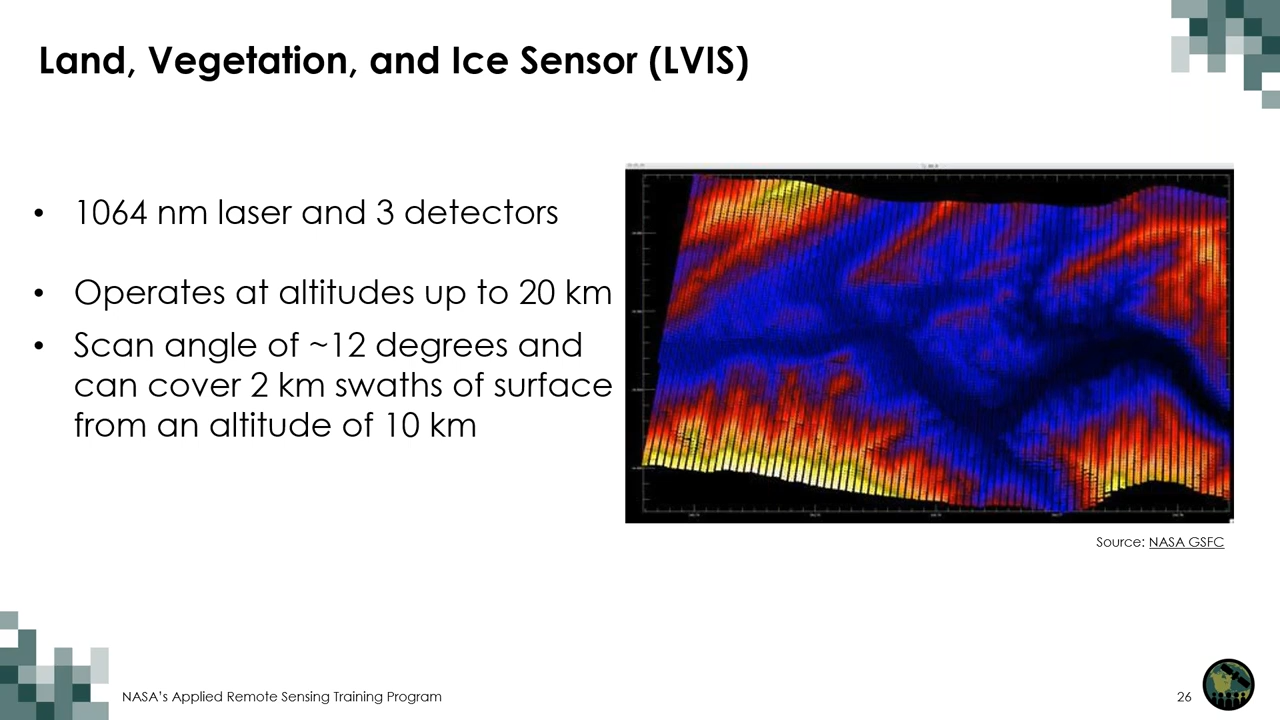 Land, Vegetation, and Ice Sensor (LVIS)
• 1064 nm laser and 3 detectors
• Operates at altitudes up to 20 km
• Scan angle of ~12 degrees and
can cover 2 km swaths of surface
from an altitude of 10 km
Source: NASA GSFC
NASA's Applied Remote Sensing Training Program
26